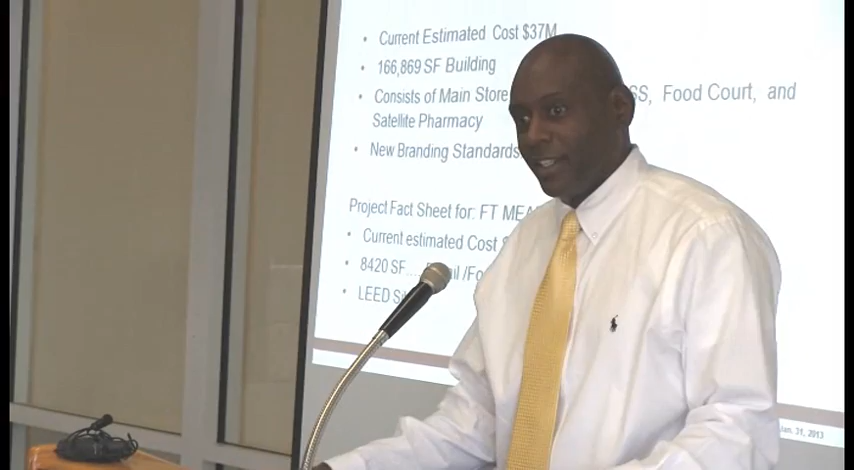 • Current Estimated Cost $37M
• 166,869 SF Building
• Consists of Main Store SS, Food Court, and
Satellite Pharmacy
• New Branding Standards
Project Fact Sheet for: FT
• Current estimated Cost
• 8420 SF....
• LEED
Jan. 31, 2013